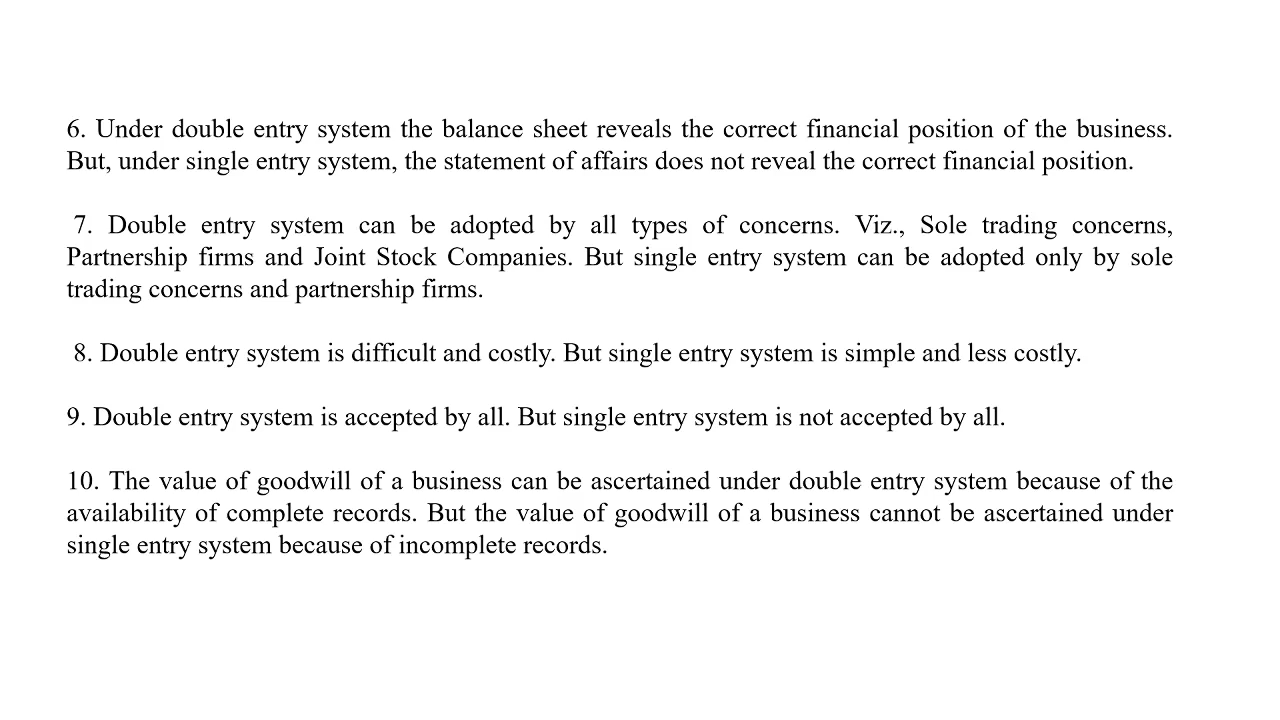 6. Under double entry system the balance sheet reveals the correct financial position of the business.
But, under single entry system, the statement of affairs does not reveal the correct financial position.
7. Double entry system can be adopted by all types of concerns. Viz., Sole trading concerns,
Partnership firms and Joint Stock Companies. But single entry system can be adopted only by sole
trading concerns and partnership firms.
8. Double entry system is difficult and costly. But single entry system is simple and less costly.
9. Double entry system is accepted by all. But single entry system is not accepted by all.
10. The value of goodwill of a business can be ascertained under double entry system because of the
availability of complete records. But the value of goodwill of a business cannot be ascertained under
single entry system because of incomplete records.